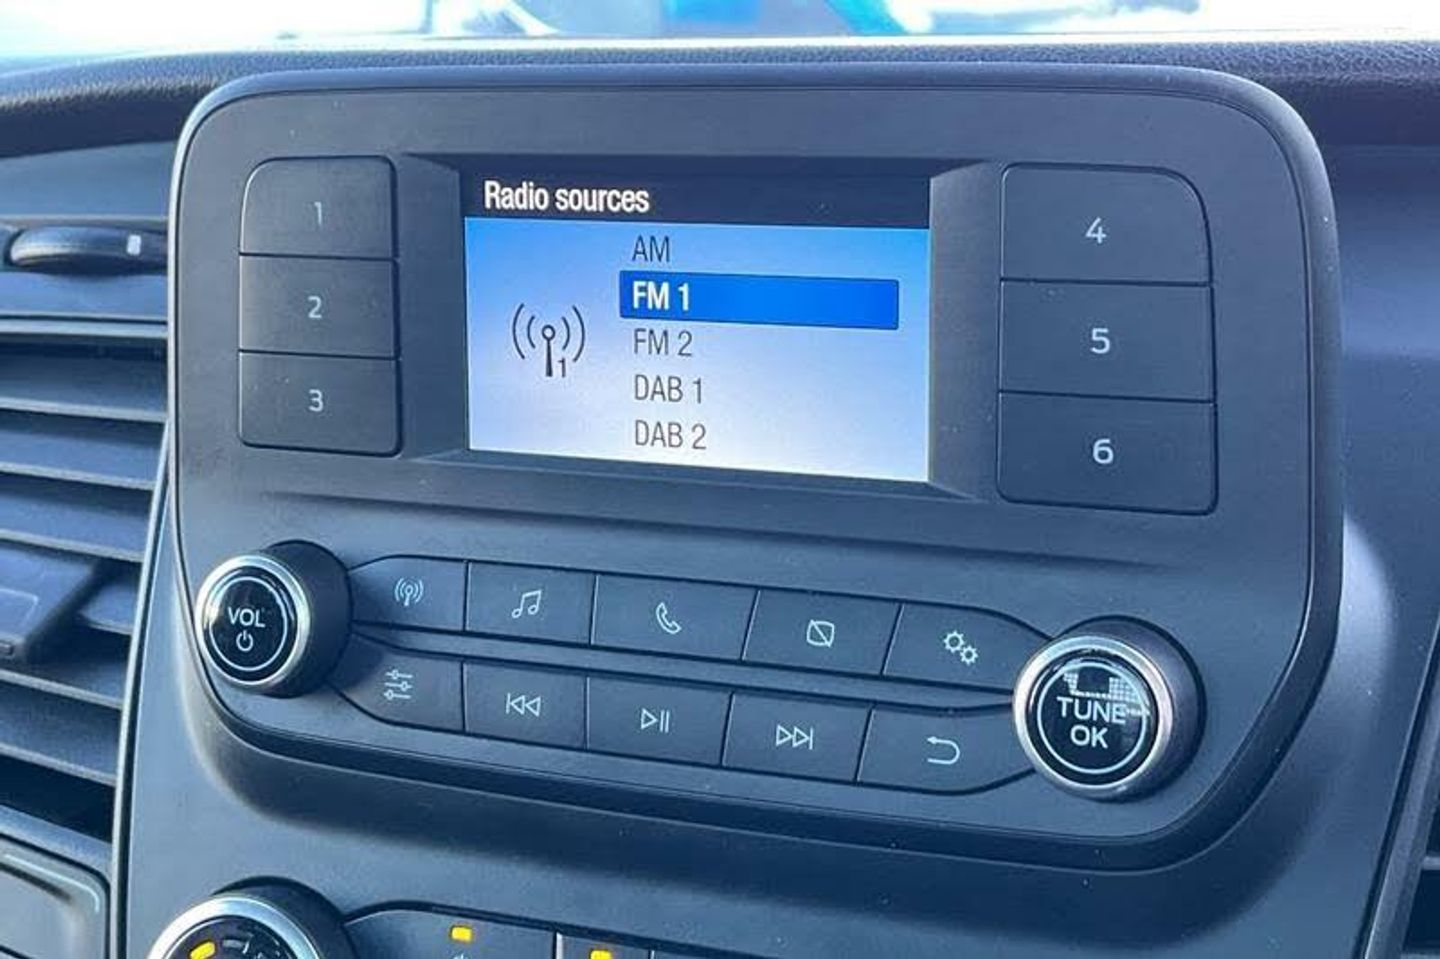 Radio sources
AM
FM 1
FM 2
DAB 1
DAB 2
1
1
2
3
4
5
6
VOL
TUNE
OK